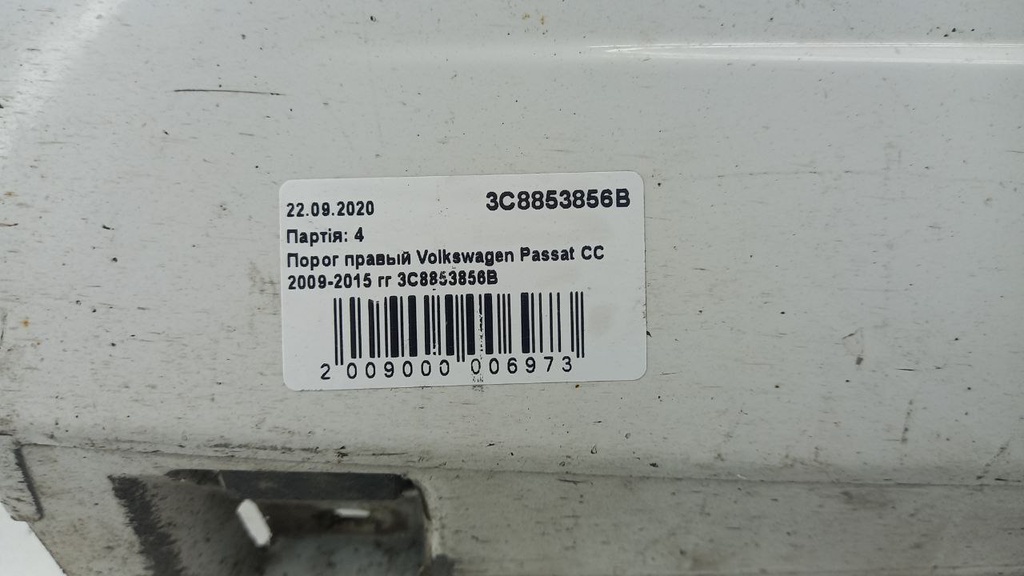 22.09.2020 3C8853856B
Партія: 4
Порог правый Volkswagen Passat CC
2009-2015 гг 3C8853856B
2 009000 006973